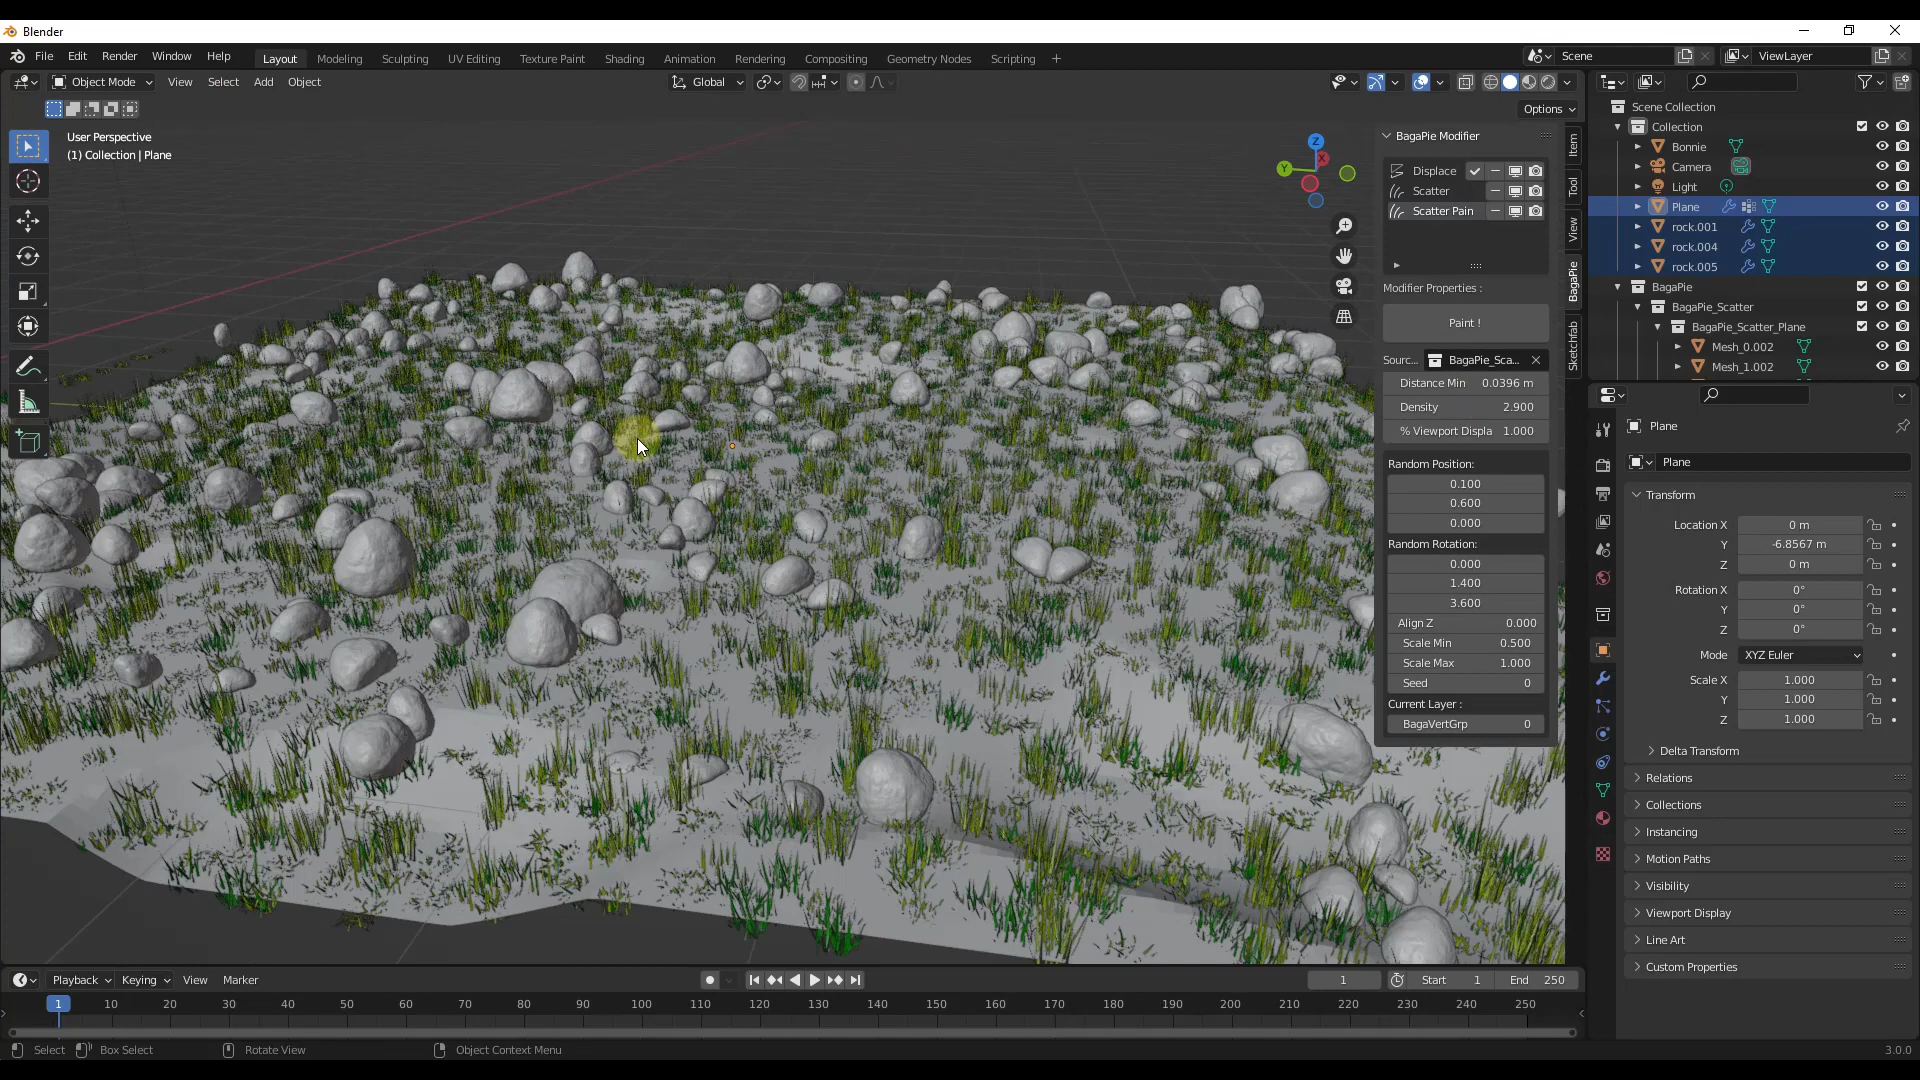 Blender
File Edit Render Window Help
Layout Modeling Sculpting UV Editing Texture Paint Shading Animation Rendering Compositing Geometry Nodes Scripting +
Scene
ViewLayer
Object Mode View Select Add Object
Global
Options
User Perspective
(1) Collection | Plane
Z
X
Y
BagaPie Modifier
Displace
Scatter
Scatter Pain
Modifier Properties :
Paint !
Sourc... BagaPie_Sca...
Distance Min 0.0396 m
Density 2.900
% Viewport Displa 1.000
Random Position:
0.100
0.600
0.000
Random Rotation:
0.000
1.400
3.600
Align Z 0.000
Scale Min 0.500
Scale Max 1.000
Seed 0
Current Layer :
BagaVertGrp 0
Item
Tool
View
BagaPie
Sketchfab
Scene Collection
Collection
Bonnie
Camera
Light
Plane
rock.001
rock.004
rock.005
BagaPie
BagaPie_Scatter
BagaPie_Scatter_Plane
Mesh_0.002
Mesh_1.002
Plane
Plane
Transform
Location X 0 m
Y -6.8567 m
Z 0 m
Rotation X 0°
Y 0°
Z 0°
Mode XYZ Euler
Scale X 1.000
Y 1.000
Z 1.000
Delta Transform
Relations
Collections
Instancing
Motion Paths
Visibility
Viewport Display
Line Art
Custom Properties
Playback Keying View Marker
1 Start 1 End 250
1 10 20 30 40 50 60 70 80 90 100 110 120 130 140 150 160 170 180 190 200 210 220 230 240 250
Select Box Select Rotate View Object Context Menu 3.0.0